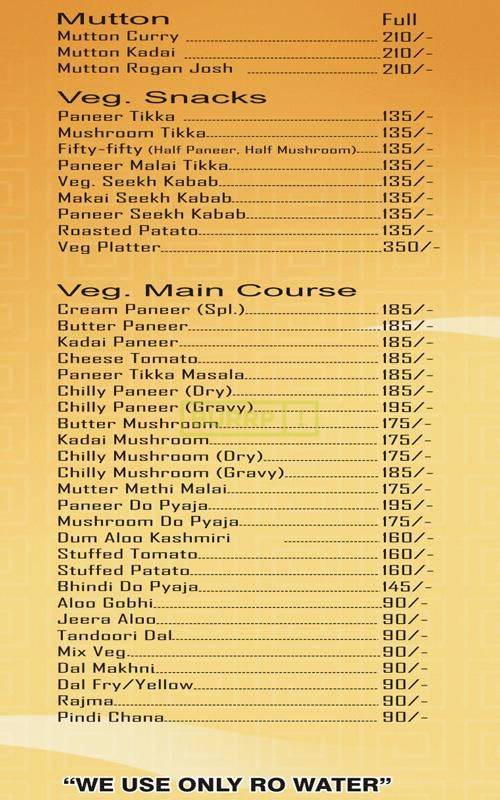 Mutton Full
Mutton Curry 210/-
Mutton Kadai 210/-
Mutton Rogan Josh 210/-
Veg. Snacks
Paneer Tikka 135/-
Mushroom Tikka 135/-
Fifty-fifty (Half Paneer, Half Mushroom) 135/-
Paneer Malai Tikka 135/-
Veg. Seekh Kabab 135/-
Makai Seekh Kabab 135/-
Paneer Seekh Kabab 135/-
Roasted Patato 135/-
Veg Platter 350/-
Veg. Main Course
Cream Paneer (Spl.) 185/-
Butter Paneer 185/-
Kadai Paneer 185/-
Cheese Tomato 185/-
Paneer Tikka Masala 185/-
Chilly Paneer (Dry) 185/-
Chilly Paneer (Gravy) 195/-
Butter Mushroom 175/-
Kadai Mushroom 175/-
Chilly Mushroom (Dry) 175/-
Chilly Mushroom (Gravy) 185/-
Mutter Methi Malai 175/-
Paneer Do Pyaja 195/-
Mushroom Do Pyaja 175/-
Dum Aloo Kashmiri 160/-
Stuffed Tomato 160/-
Stuffed Patato 160/-
Bhindi Do Pyaja 145/-
Aloo Gobhi 90/-
Jeera Aloo 90/-
Tandoori Dal 90/-
Mix Veg 90/-
Dal Makhni 90/-
Dal Fry/Yellow 90/-
Rajma 90/-
Pindi Chana 90/-
“WE USE ONLY RO WATER”